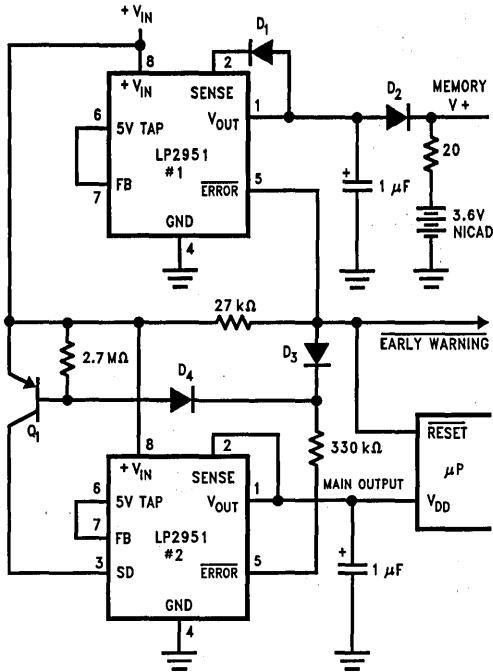 +VIN
D1
8
2
+VIN
SENSE
D2
MEMORY
V+
6
5V TAP
VOUT
1
LP2951
#1
20
7
FB
ERROR
5
+
1 μF
3.6V
NICAD
GND
4
27 kΩ
EARLY WARNING
2.7MΩ
D3
D4
Q1
330 kΩ
RESET
μP
VDD
8
2
+VIN
SENSE
MAIN OUTPUT
6
5V TAP
VOUT
1
7
FB
LP2951
#2
3
SD
ERROR
5
+
1 μF
GND
4